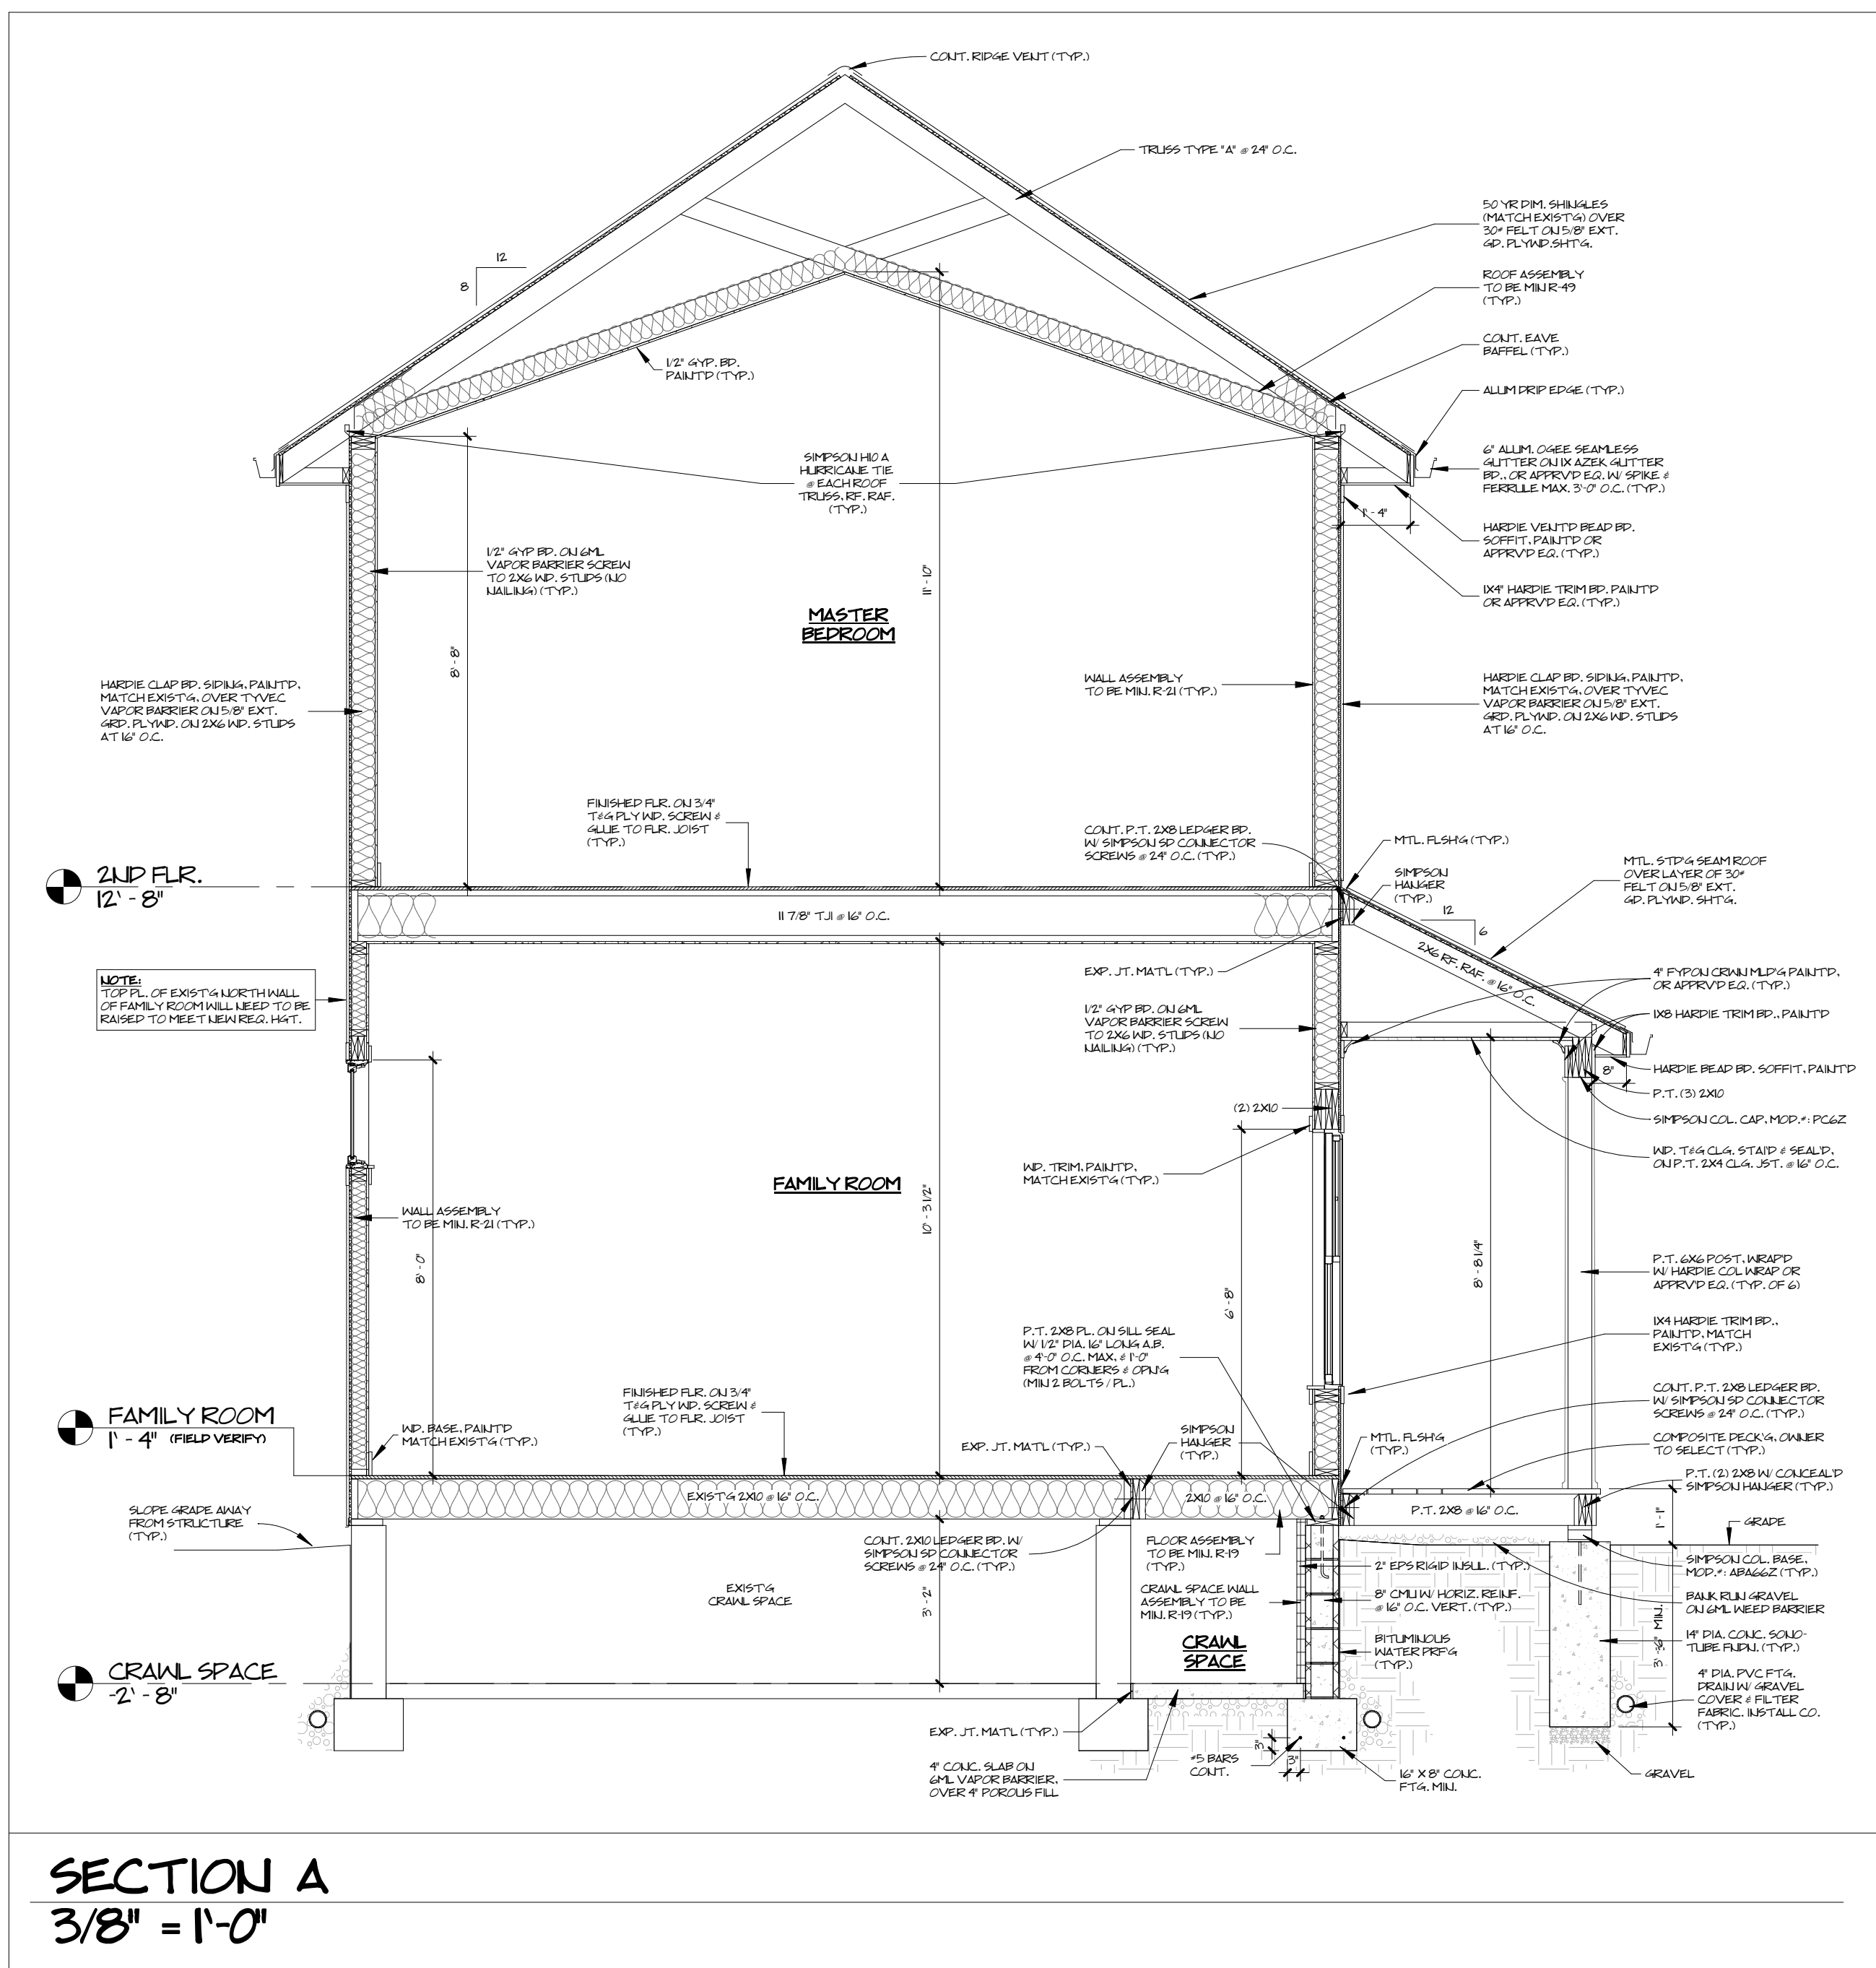 CONT. RIDGE VENT (TYP.)
TRUSS TYPE "A" @ 24" O.C.
50 YR DIM. SHINGLES
(MATCH EXIST'G) OVER
30# FELT ON 5/8" EXT.
GD. PLYWD.SHT'G.
12
8
ROOF ASSEMBLY
TO BE MIN R-49
(TYP.)
CONT. EAVE
BAFFEL (TYP.)
1/2" GYP. BD.
PAINT'D (TYP.)
ALUM DRIP EDGE (TYP.)
SIMPSON H10 A
HURRICANE TIE
@ EACH ROOF
TRUSS, RF. RAF.
(TYP.)
6" ALUM. OGEE SEAMLESS
GUTTER ON 1X AZEK GUTTER
BD., OR APPRV'D EQ. W/ SPIKE &
FERRULE MAX. 3'-0" O.C. (TYP.)
1' - 4"
HARDIE VENT'D BEAD BD.
SOFFIT, PAINT'D OR
APPRV'D EQ. (TYP.)
1/2" GYP BD. ON 6ML
VAPOR BARRIER SCREW
TO 2X6 WD. STUDS (NO
NAILING) (TYP.)
11' - 10"
1X4" HARDIE TRIM BD. PAINT'D
OR APPRV'D EQ. (TYP.)
MASTER
BEDROOM
8' - 8"
HARDIE CLAP BD. SIDING, PAINT'D,
MATCH EXIST'G, OVER TYVEC
VAPOR BARRIER ON 5/8" EXT.
GRD. PLYWD. ON 2X6 WD. STUDS
AT 16" O.C.
WALL ASSEMBLY
TO BE MIN. R-21 (TYP.)
HARDIE CLAP BD. SIDING, PAINT'D,
MATCH EXIST'G, OVER TYVEC
VAPOR BARRIER ON 5/8" EXT.
GRD. PLYWD. ON 2X6 WD. STUDS
AT 16" O.C.
FINISHED FLR. ON 3/4"
T&G PLY WD. SCREW &
GLUE TO FLR. JOIST
(TYP.)
CONT. P.T. 2X8 LEDGER BD.
W/ SIMPSON SD CONNECTOR
SCREWS @ 24" O.C. (TYP.)
MTL. FLSH'G (TYP.)
SIMPSON
HANGER
(TYP.)
MTL. STD'G SEAM ROOF
OVER LAYER OF 30#
FELT ON 5/8" EXT.
GD. PLYWD. SHT'G.
2ND FLR.
12' - 8"
12
6
11 7/8" TJI @ 16" O.C.
2X6 RF. RAF. @ 16" O.C.
EXP. JT. MAT'L (TYP.)
4" FYPON CRWN MLD'G PAINT'D,
OR APPRV'D EQ. (TYP.)
NOTE:
TOP PL. OF EXIST'G NORTH WALL
OF FAMILY ROOM WILL NEED TO BE
RAISED TO MEET NEW REQ. HGT.
1/2" GYP BD. ON 6ML
VAPOR BARRIER SCREW
TO 2X6 WD. STUDS (NO
NAILING) (TYP.)
1X8 HARDIE TRIM BD., PAINT'D
HARDIE BEAD BD. SOFFIT, PAINT'D
8"
P.T. (3) 2X10
(2) 2X10
SIMPSON COL. CAP, MOD.#: PC6Z
WD. TRIM, PAINT'D,
MATCH EXIST'G (TYP.)
WD. T&G CLG. STAI'D & SEAL'D,
ON P.T. 2X4 CLG. JST. @ 16" O.C.
FAMILY ROOM
WALL ASSEMBLY
TO BE MIN. R-21 (TYP.)
10' - 3 1/2"
8' - 0"
6' - 8"
8' - 8 1/4"
P.T. 6X6 POST, WRAP'D
W/ HARDIE COL WRAP OR
APPRV'D EQ. (TYP. OF 6)
P.T. 2X8 PL. ON SILL SEAL
W/ 1/2" DIA. 16" LONG A.B.
@ 4'-0" O.C. MAX. & 1'-0"
FROM CORNERS & OPN'G
(MIN 2 BOLTS / PL.)
1X4 HARDIE TRIM BD.,
PAINT'D, MATCH
EXIST'G (TYP.)
FINISHED FLR. ON 3/4"
T&G PLY WD. SCREW &
GLUE TO FLR. JOIST
(TYP.)
CONT. P.T. 2X8 LEDGER BD.
W/ SIMPSON SD CONNECTOR
SCREWS @ 24" O.C. (TYP.)
FAMILY ROOM
1' - 4" (FIELD VERIFY)
WD. BASE, PAINT'D
MATCH EXIST'G (TYP.)
EXP. JT. MAT'L (TYP.)
SIMPSON
HANGER
(TYP.)
MTL. FLSH'G
(TYP.)
COMPOSITE DECK'G, OWNER
TO SELECT (TYP.)
P.T. (2) 2X8 W/ CONCEAL'D
SIMPSON HANGER (TYP.)
EXIST'G 2X10 @ 16" O.C.
2X10 @ 16" O.C.
P.T. 2X8 @ 16" O.C.
1' - 1"
GRADE
SLOPE GRADE AWAY
FROM STRUCTURE
(TYP.)
CONT. 2X10 LEDGER BD. W/
SIMPSON SD CONNECTOR
SCREWS @ 24" O.C. (TYP.)
FLOOR ASSEMBLY
TO BE MIN. R-19
(TYP.)
2" EPS RIGID INSUL. (TYP.)
SIMPSON COL. BASE,
MOD.#: ABA66Z (TYP.)
EXIST'G
CRAWL SPACE
3' - 2"
CRAWL SPACE WALL
ASSEMBLY TO BE
MIN. R-19 (TYP.)
8" CMU W/ HORIZ. REINF.
@ 16" O.C. VERT. (TYP.)
BANK RUN GRAVEL
ON 6ML WEED BARRIER
CRAWL
SPACE
BITUMINOUS
WATER PRF'G
(TYP.)
3' -6" MIN.
14" DIA. CONC. SONO-
TUBE FNDN. (TYP.)
CRAWL SPACE
-2' - 8"
4" DIA. PVC FTG.
DRAIN W/ GRAVEL
COVER & FILTER
FABRIC. INSTALL CO.
(TYP.)
EXP. JT. MAT'L (TYP.)
3"
3"
#5 BARS
CONT.
4" CONC. SLAB ON
6ML VAPOR BARRIER,
OVER 4" POROUS FILL
16" X 8" CONC.
FTG. MIN.
GRAVEL
SECTION A
3/8" = 1'-0"